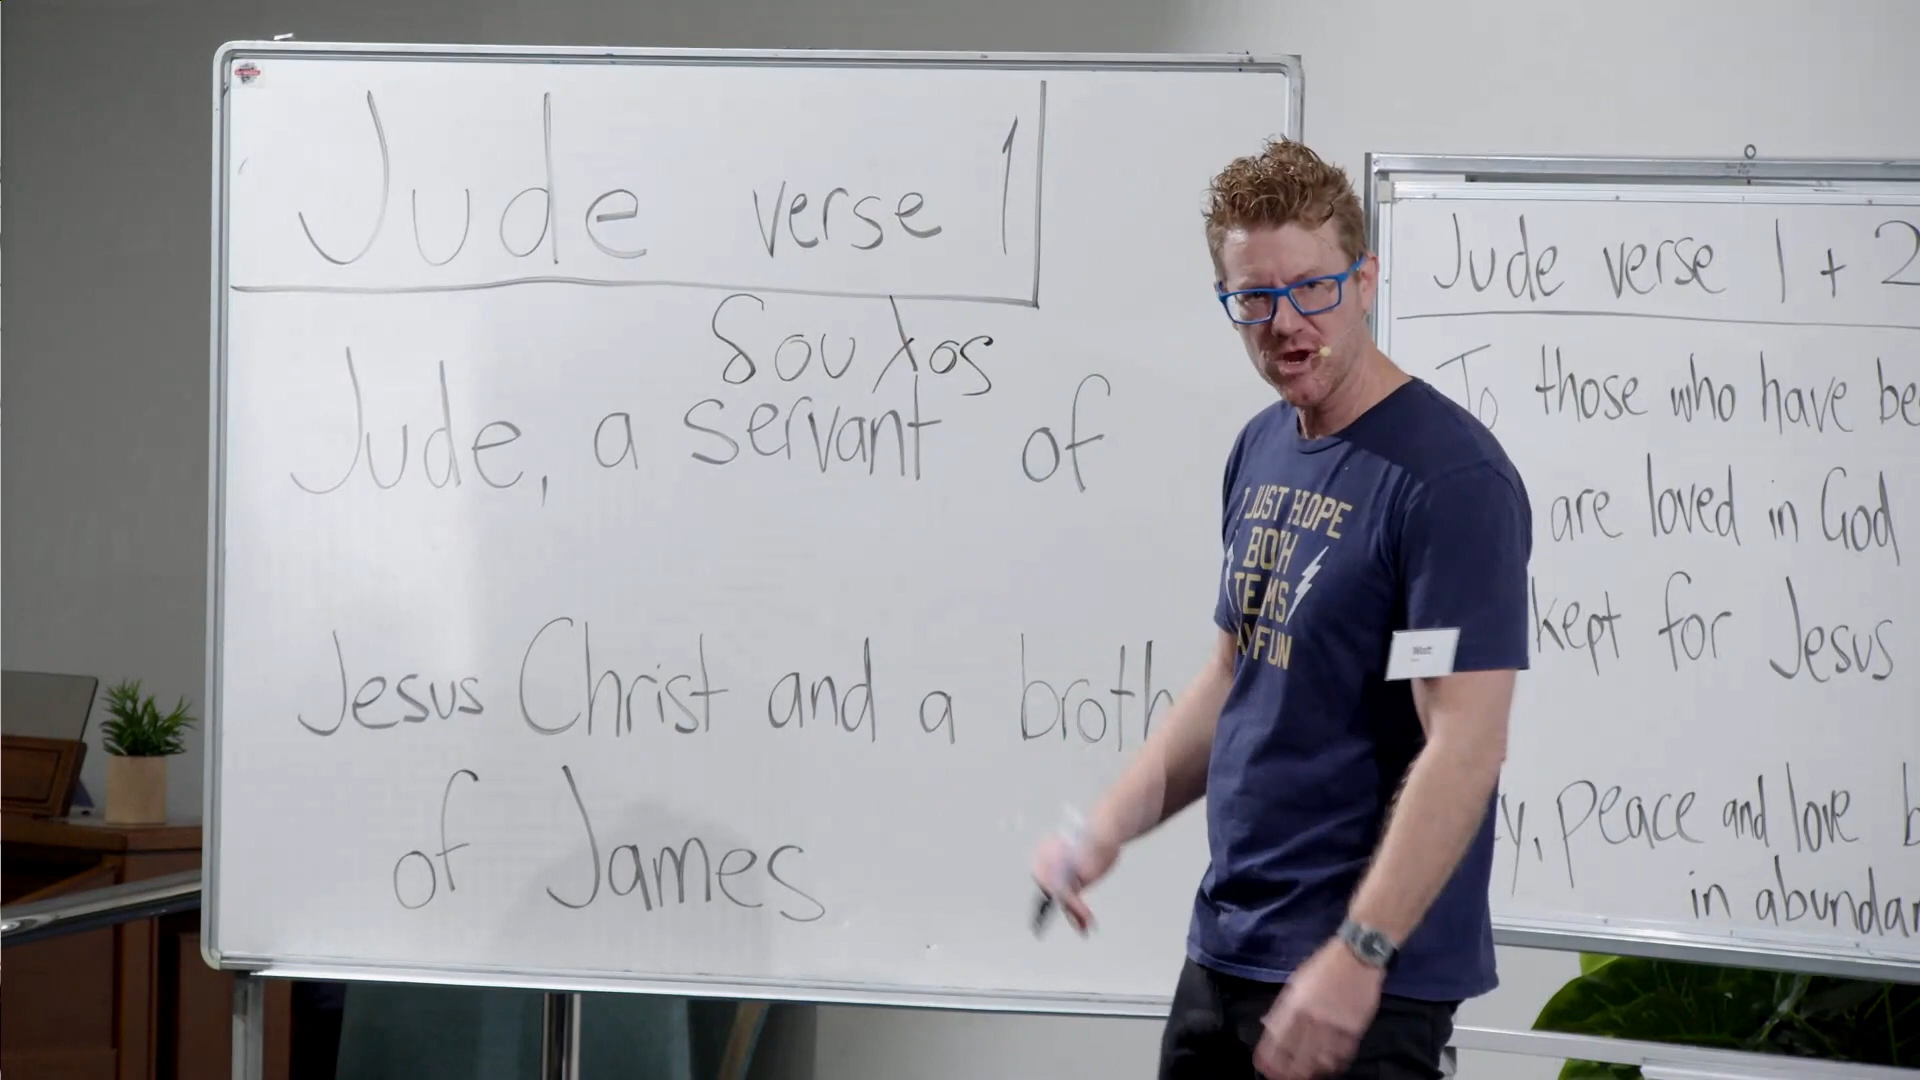 Jude verse 1
δουλος
Jude, a servant of
Jesus Christ and a broth
of James
Jude verse 1 + 2
To those who have be
are loved in God
kept for Jesus
y, peace and love b
in abundan
I JUST HOPE
BOTH
TEAMS
FUN
Matt